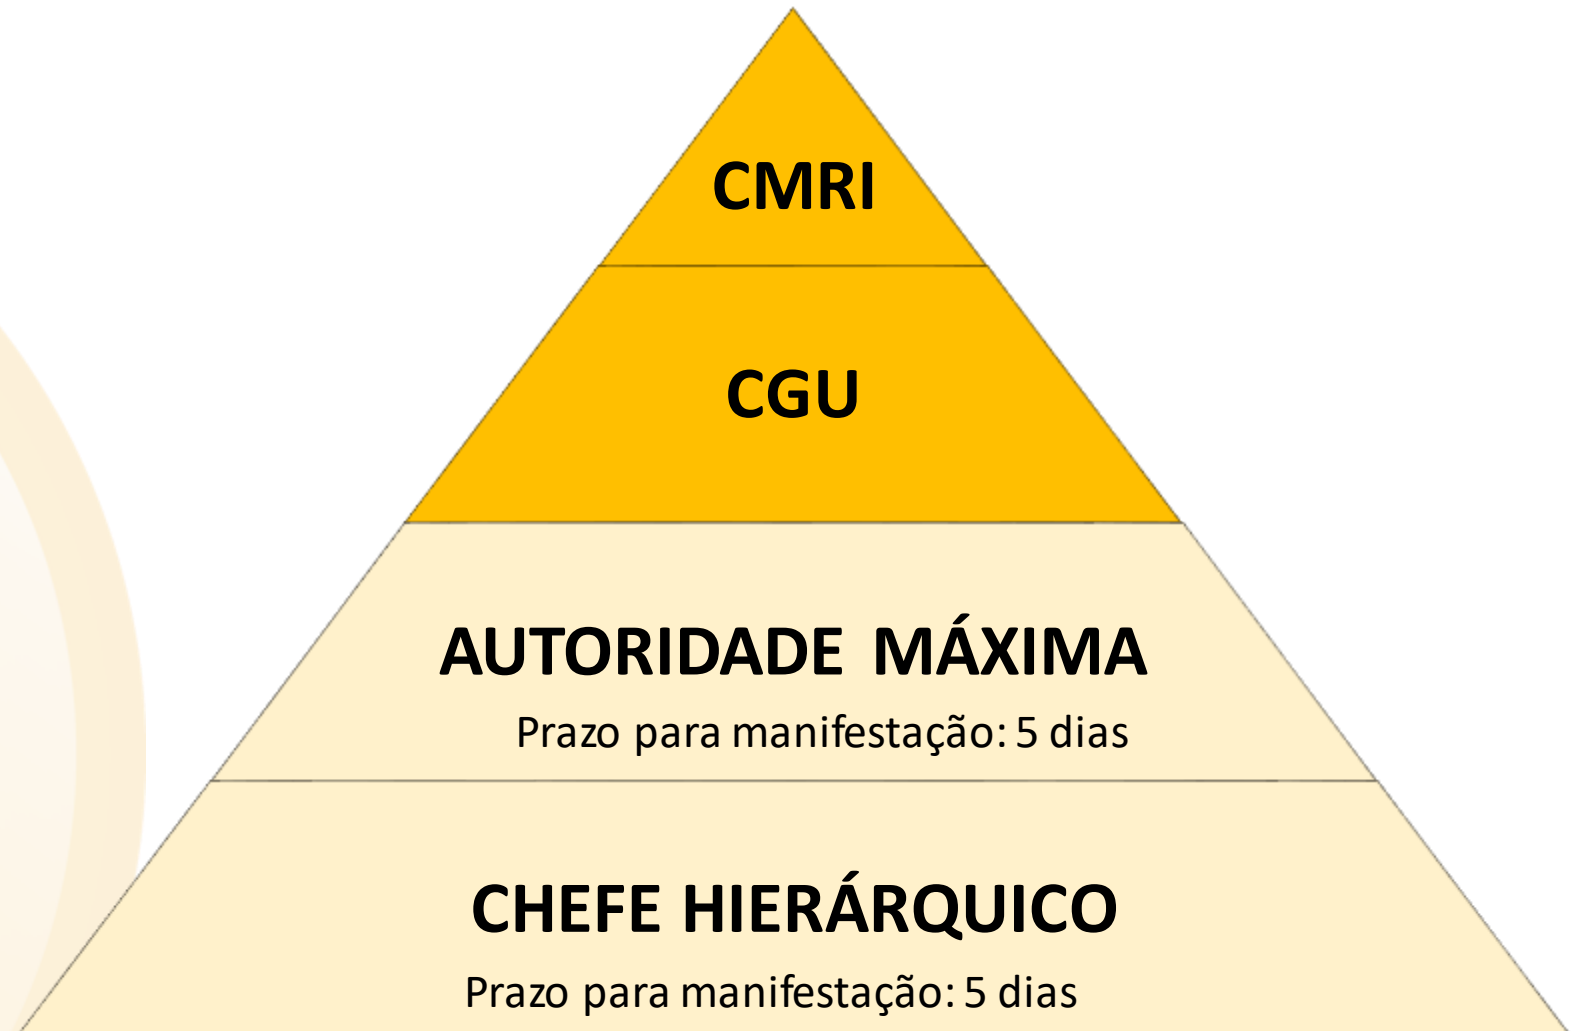 CMRI
CGU
AUTORIDADE MÁXIMA
Prazo para manifestação: 5 dias
CHEFE HIERÁRQUICO
Prazo para manifestação: 5 dias